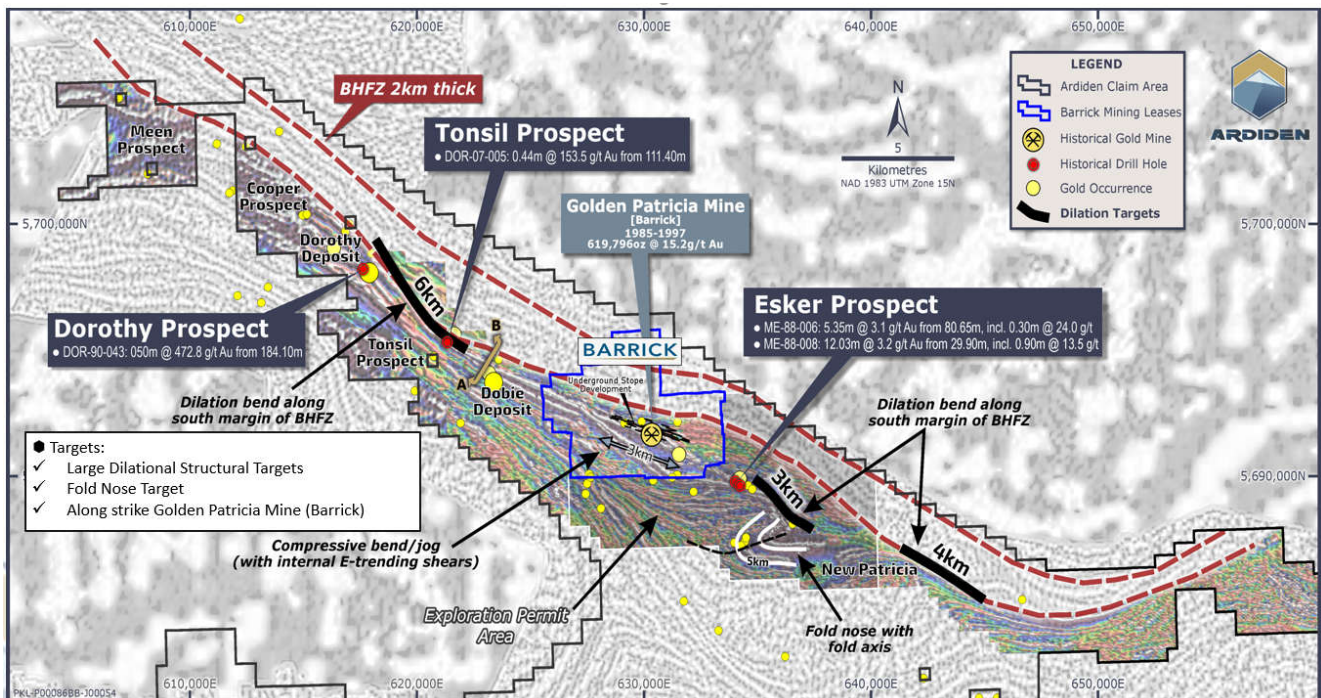 610,000E
620,000E
630,000E
640,000E
650,000E
BHFZ 2km thick
Meen
Prospect
Cooper
Prospect
Tonsil Prospect
● DOR-07-005: 0.44m @ 153.5 g/t Au from 111.40m
N
5
Kilometres
NAD 1983 UTM Zone 15N
LEGEND
Ardiden Claim Area
Barrick Mining Leases
Historical Gold Mine
Historical Drill Hole
Gold Occurrence
Dilation Targets
ARDIDEN
5,700,000N
5,700,000N
Golden Patricia Mine
[Barrick]
1985-1997
619,796oz @ 15.2g/t Au
Dorothy
Deposit
6km
Dorothy Prospect
● DOR-90-043: 050m @ 472.8 g/t Au from 184.10m
Esker Prospect
● ME-88-006: 5.35m @ 3.1 g/t Au from 80.65m, incl. 0.30m @ 24.0 g/t
● ME-88-008: 12.03m @ 3.2 g/t Au from 29.90m, incl. 0.90m @ 13.5 g/t
Tonsil
Prospect
B
A
Dobie
Deposit
BARRICK
Underground Stope
Development
3km
Dilation bend along
south margin of BHFZ
Dilation bend along
south margin of BHFZ
Targets:
✓ Large Dilational Structural Targets
✓ Fold Nose Target
✓ Along strike Golden Patricia Mine (Barrick)
5,690,000N
3km
4km
Compressive bend/jog
(with internal E-trending shears)
5km
New Patricia
Exploration Permit
Area
Fold nose with
fold axis
PKL-P00086BB-J00054
610,000E
620,000E
630,000E
640,000E
650,000E